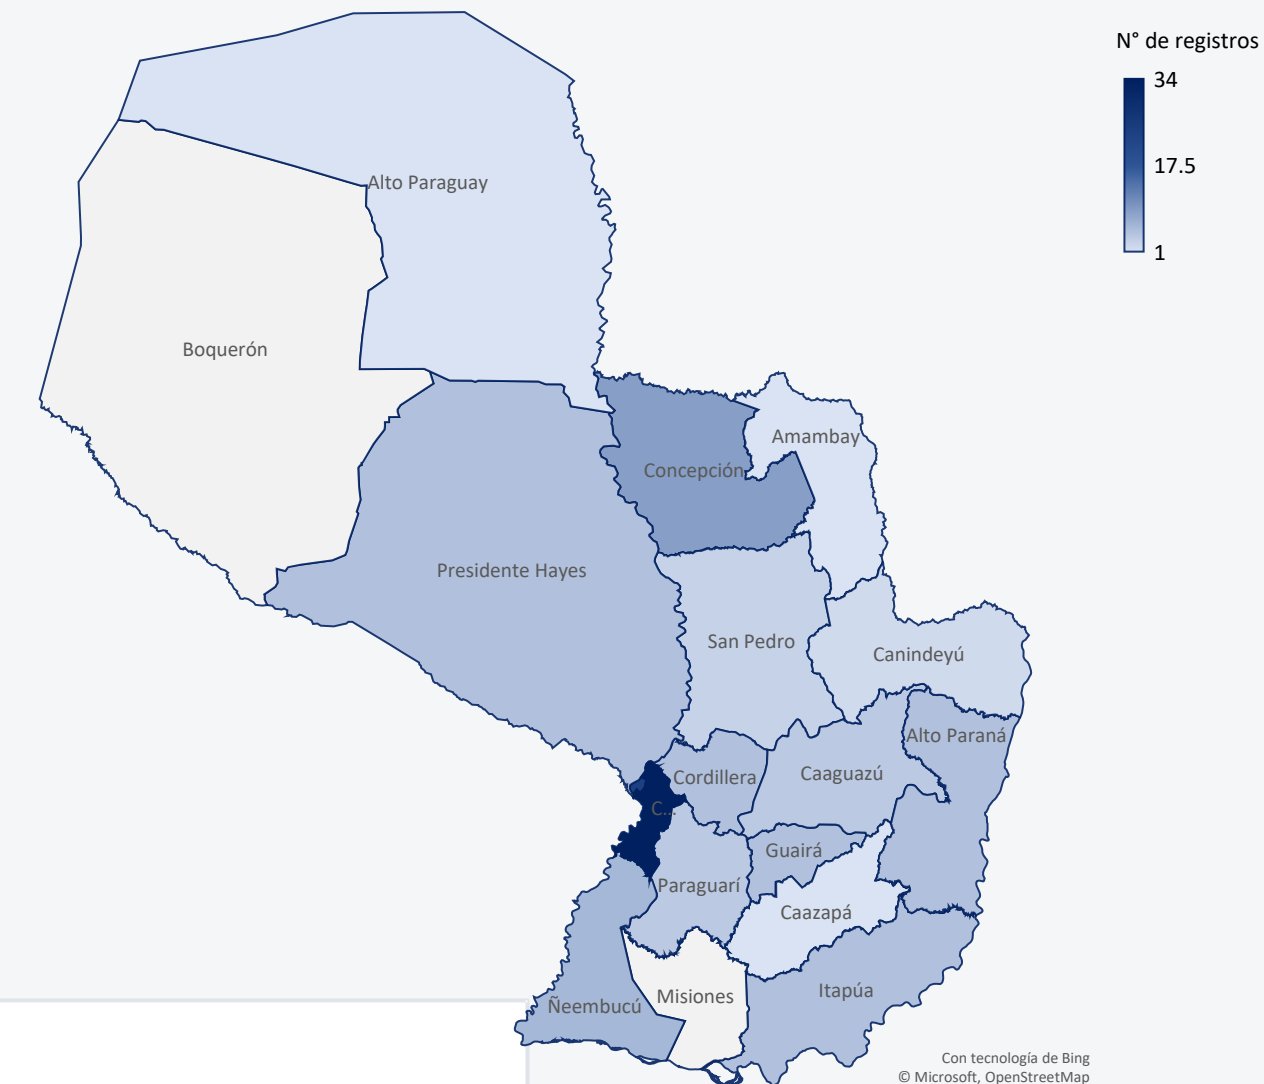 N° de registros
34
17.5
1
Alto Paraguay
Boquerón
Amambay
Concepción
Presidente Hayes
San Pedro
Canindeyú
Alto Paraná
Cordillera
Caaguazú
C...
Guairá
Paraguarí
Caazapá
Itapúa
Misiones
Ñeembucú
Con tecnología de Bing
© Microsoft, OpenStreetMap